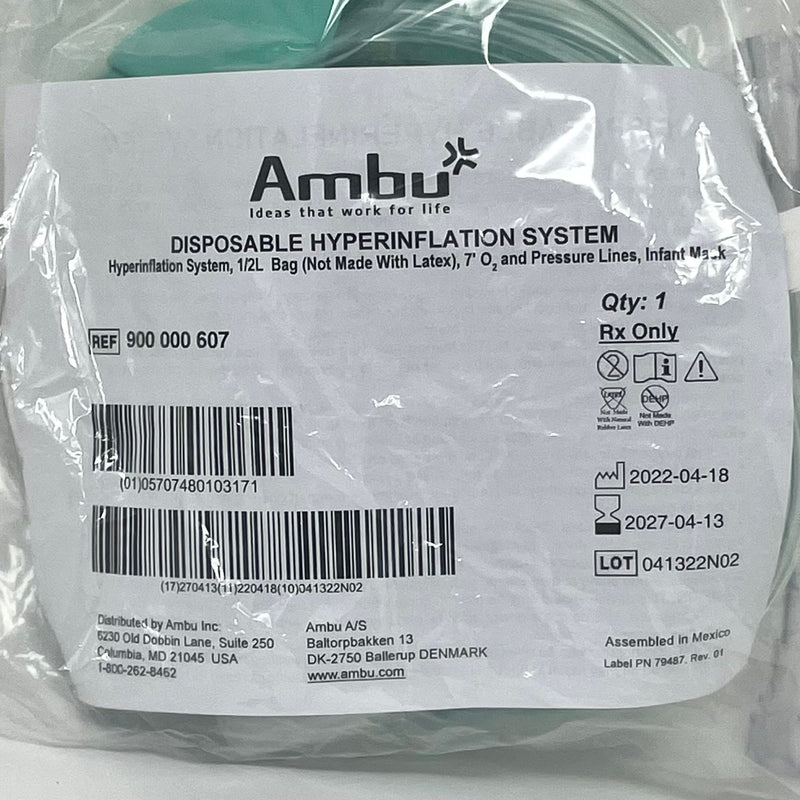 Ambu
Ideas that work for life
DISPOSABLE HYPERINFLATION SYSTEM
Hyperinflation System, 1/2L Bag (Not Made With Latex), 7' O2 and Pressure Lines, Infant Mask
Qty: 1
Rx Only
REF 900 000 607
LATEX
Not Made
With Natural
Rubber Latex
DEHP
Not Made
With DEHP
(01)05707480103171
2022-04-18
2027-04-13
LOT 041322N02
(17)270413(11)220418(10)041322N02
Distributed by Ambu Inc.
6230 Old Dobbin Lane, Suite 250
Columbia, MD 21045 USA
1-800-262-8462
Ambu A/S
Baltorpbakken 13
DK-2750 Ballerup DENMARK
www.ambu.com
Assembled in Mexico
Label PN 79487. Rev. 01